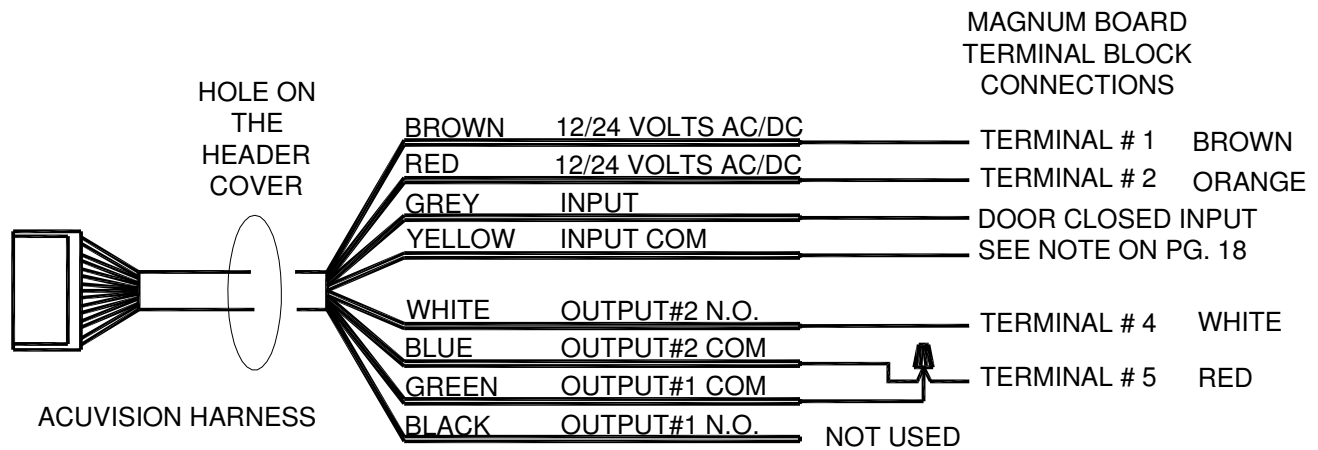 MAGNUM BOARD
TERMINAL BLOCK
CONNECTIONS
HOLE ON
THE
HEADER
COVER
BROWN 12/24 VOLTS AC/DC TERMINAL # 1 BROWN
RED 12/24 VOLTS AC/DC TERMINAL # 2 ORANGE
GREY INPUT DOOR CLOSED INPUT
YELLOW INPUT COM SEE NOTE ON PG. 18
WHITE OUTPUT#2 N.O. TERMINAL # 4 WHITE
BLUE OUTPUT#2 COM TERMINAL # 5 RED
GREEN OUTPUT#1 COM
BLACK OUTPUT#1 N.O. NOT USED
ACUVISION HARNESS